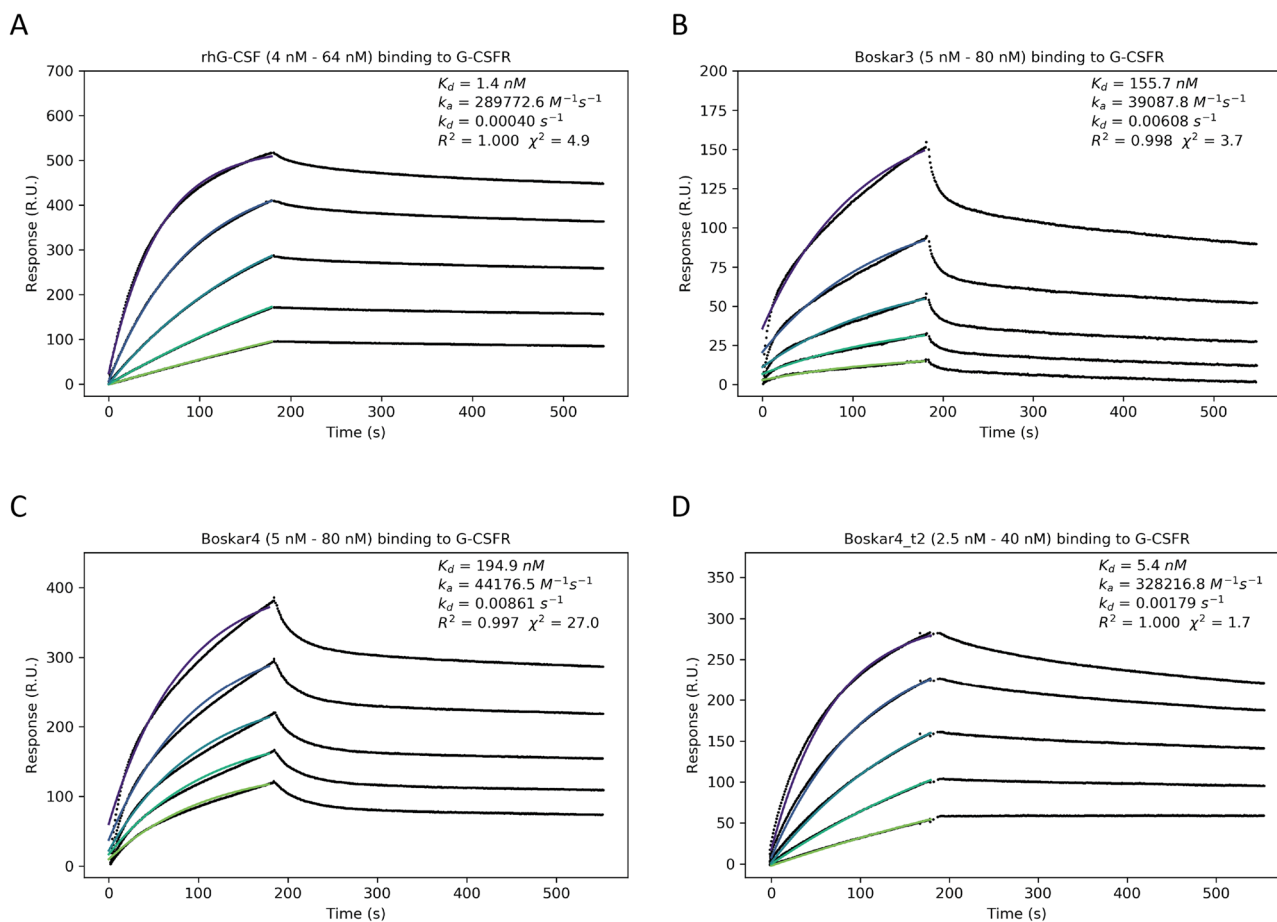 A
rhG-CSF (4 nM - 64 nM) binding to G-CSFR
K_d = 1.4 nM
k_a = 289772.6 M⁻¹s⁻¹
k_d = 0.00040 s⁻¹
R² = 1.000 χ² = 4.9
700
600
500
400
300
200
100
0
Response (R.U.)
0 100 200 300 400 500
Time (s)
B
Boskar3 (5 nM - 80 nM) binding to G-CSFR
K_d = 155.7 nM
k_a = 39087.8 M⁻¹s⁻¹
k_d = 0.00608 s⁻¹
R² = 0.998 χ² = 3.7
200
175
150
125
100
75
50
25
0
Response (R.U.)
0 100 200 300 400 500
Time (s)
C
Boskar4 (5 nM - 80 nM) binding to G-CSFR
K_d = 194.9 nM
k_a = 44176.5 M⁻¹s⁻¹
k_d = 0.00861 s⁻¹
R² = 0.997 χ² = 27.0
400
300
200
100
0
Response (R.U.)
0 100 200 300 400 500
Time (s)
D
Boskar4_t2 (2.5 nM - 40 nM) binding to G-CSFR
K_d = 5.4 nM
k_a = 328216.8 M⁻¹s⁻¹
k_d = 0.00179 s⁻¹
R² = 1.000 χ² = 1.7
350
300
250
200
150
100
50
0
Response (R.U.)
0 100 200 300 400 500
Time (s)